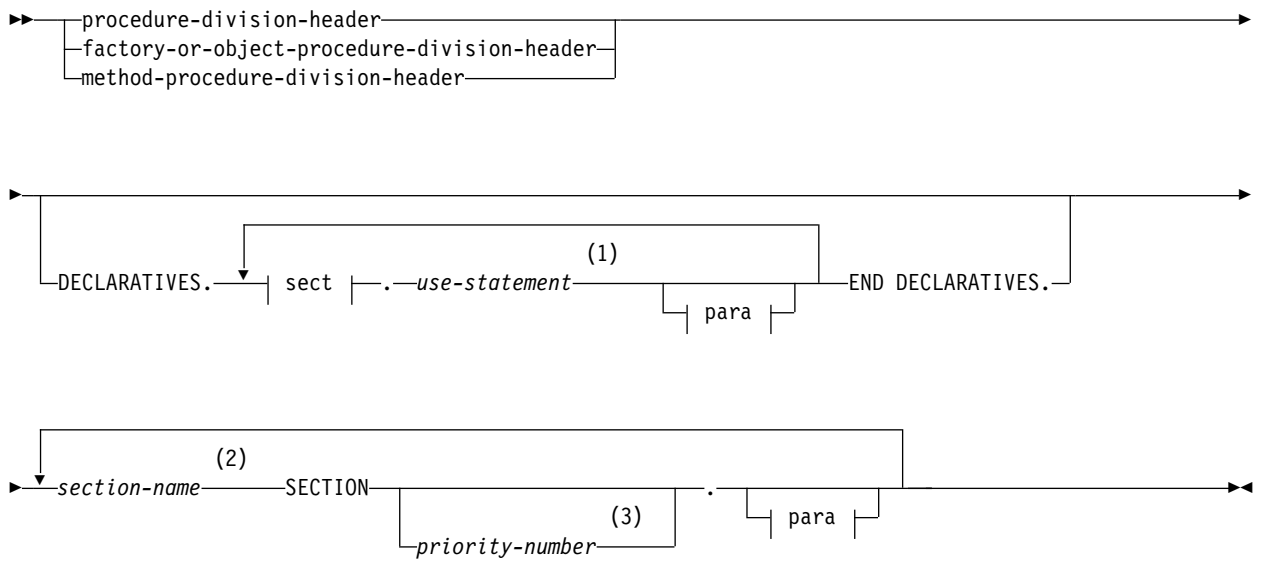 procedure-division-header
factory-or-object-procedure-division-header
method-procedure-division-header
(1)
DECLARATIVES. sect . use-statement END DECLARATIVES.
para
(2)
section-name SECTION .
(3) para
priority-number